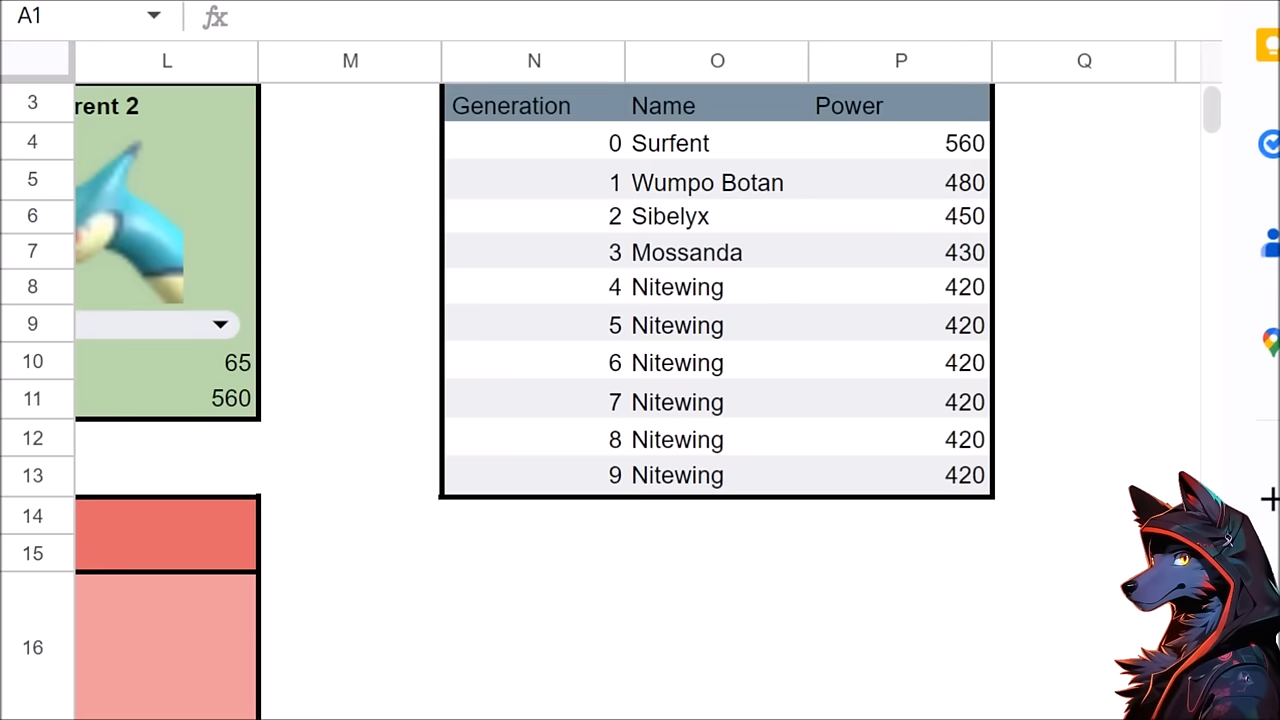 A1
L M N O P Q
3 rent 2 Generation Name Power
4 0 Surfent 560
5 1 Wumpo Botan 480
6 2 Sibelyx 450
7 3 Mossanda 430
8 4 Nitewing 420
9 5 Nitewing 420
10 65 6 Nitewing 420
11 560 7 Nitewing 420
12 8 Nitewing 420
13 9 Nitewing 420
14
15
16